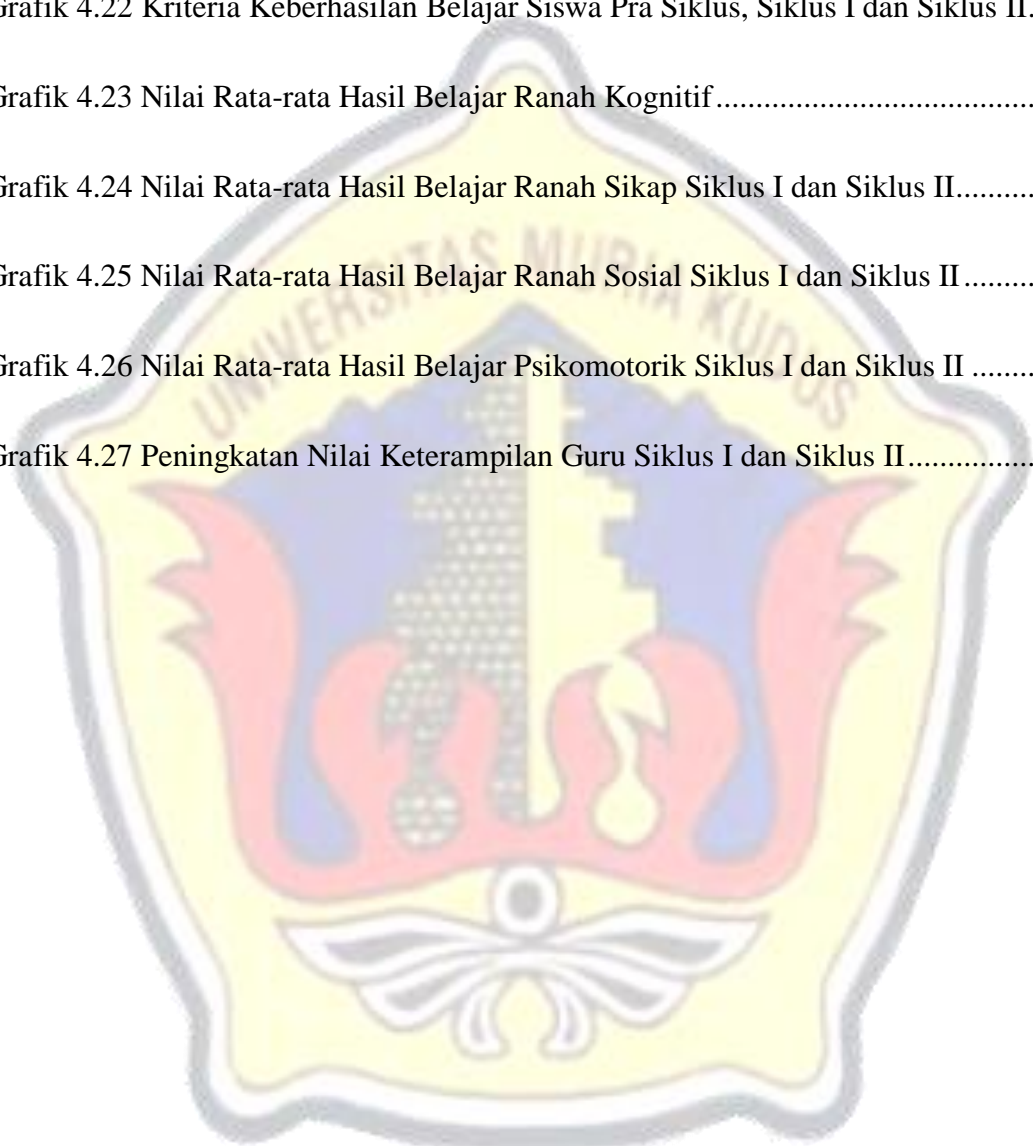 Grafik 4.22 Kriteria Keberhasilan Belajar Siswa Pra Siklus, Siklus I dan Siklus II.
Grafik 4.23 Nilai Rata-rata Hasil Belajar Ranah Kognitif....................................
Grafik 4.24 Nilai Rata-rata Hasil Belajar Ranah Sikap Siklus I dan Siklus II..........
Grafik 4.25 Nilai Rata-rata Hasil Belajar Ranah Sosial Siklus I dan Siklus II.........
Grafik 4.26 Nilai Rata-rata Hasil Belajar Psikomotorik Siklus I dan Siklus II ........
Grafik 4.27 Peningkatan Nilai Keterampilan Guru Siklus I dan Siklus II................
UNIVERSITAS MURIA KUDUS